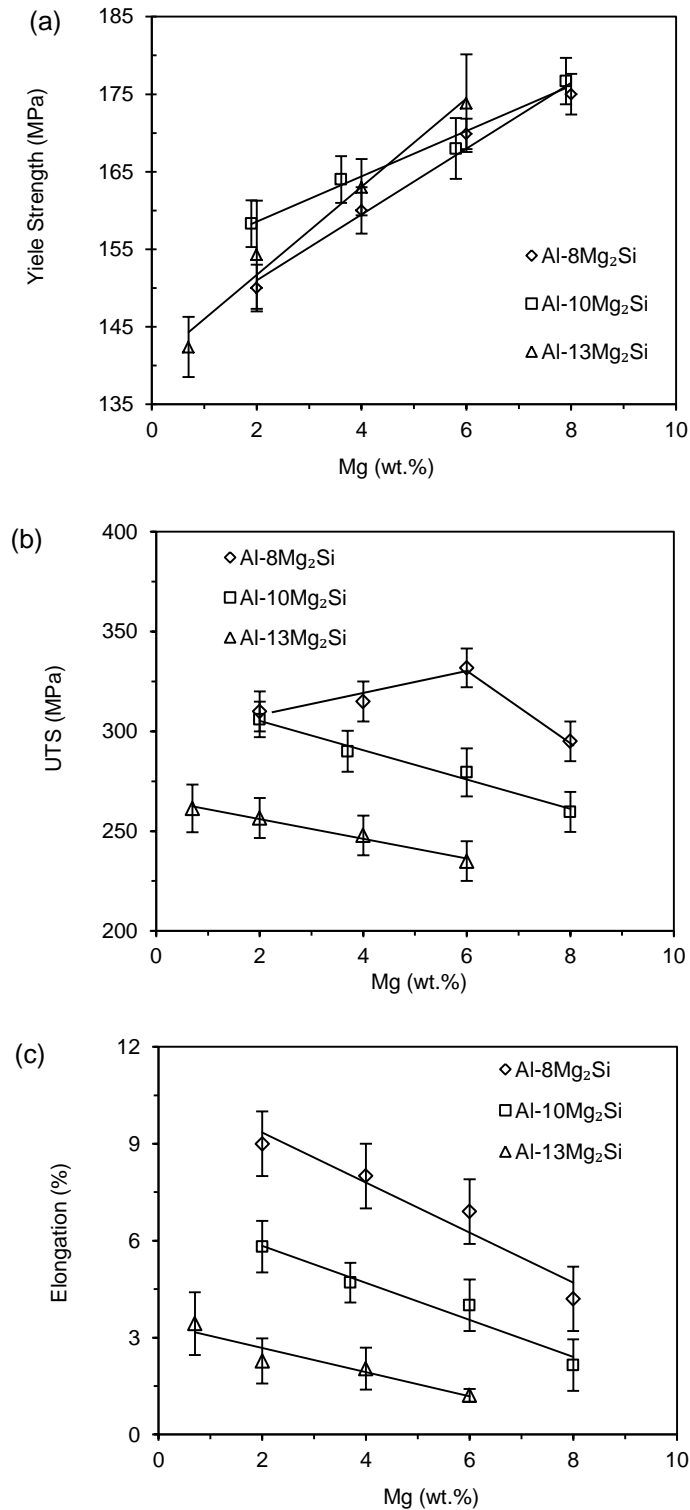 (a)
185
175
165
155
145
135
Yiele Strength (MPa)
Al-8Mg₂Si
Al-10Mg₂Si
Al-13Mg₂Si
0 2 4 6 8 10
Mg (wt.%)
(b)
400
350
300
250
200
UTS (MPa)
Al-8Mg₂Si
Al-10Mg₂Si
Al-13Mg₂Si
0 2 4 6 8 10
Mg (wt.%)
(c)
12
9
6
3
0
Elongation (%)
Al-8Mg₂Si
Al-10Mg₂Si
Al-13Mg₂Si
0 2 4 6 8 10
Mg (wt.%)